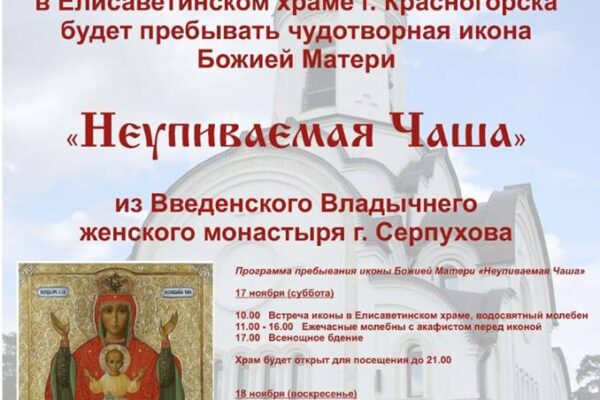 в Елисаветинском храме г. Красногорска
будет пребывать чудотворная икона
Божией Матери
«Неупиваемая Чаша»
из Введенского Владычнего
женского монастыря г. Серпухова
Программа пребывания иконы Божией Матери «Неупиваемая Чаша»
17 ноября (суббота)
10.00 Встреча иконы в Елисаветинском храме, водосвятный молебен
11.00 - 16.00 Ежечасные молебны с акафистом перед иконой
17.00 Всенощное бдение
Храм будет открыт для посещения до 21.00
18 ноября (воскресенье)